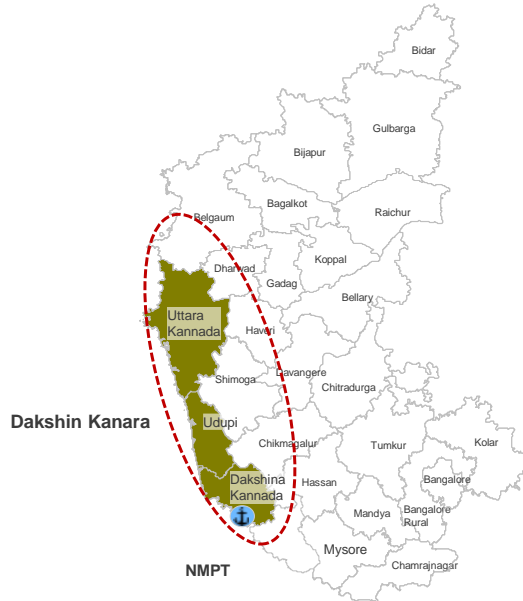 Bidar
Gulbarga
Bijapur
Bagalkot
Raichur
Belgaum
Koppal
Dharwad
Gadag
Bellary
Uttara
Kannada
Haveri
Davangere
Shimoga
Chitradurga
Dakshin Kanara
Udupi
Chikmagalur
Tumkur
Kolar
Dakshina
Kannada
Hassan
Bangalore
Mandya
Bangalore
Rural
Mysore
Chamrajnagar
NMPT